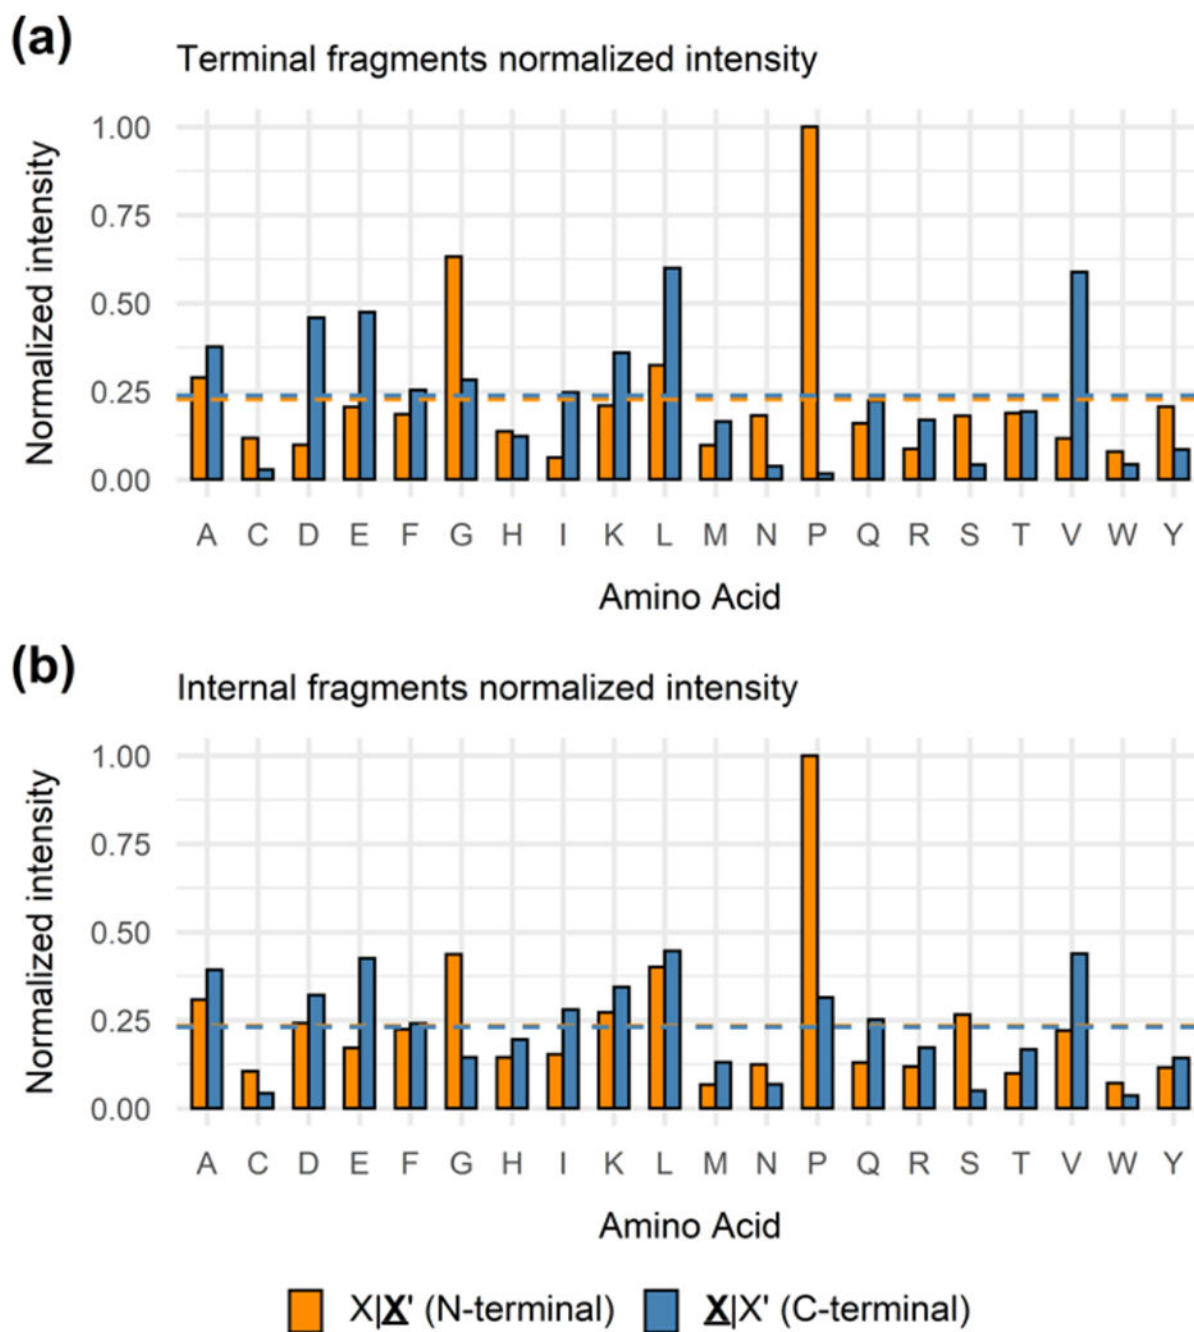 (a)
Terminal fragments normalized intensity
Normalized intensity
1.00
0.75
0.50
0.25
0.00
A C D E F G H I K L M N P Q R S T V W Y
Amino Acid
(b)
Internal fragments normalized intensity
Normalized intensity
1.00
0.75
0.50
0.25
0.00
A C D E F G H I K L M N P Q R S T V W Y
Amino Acid
X|X' (N-terminal) X|X' (C-terminal)